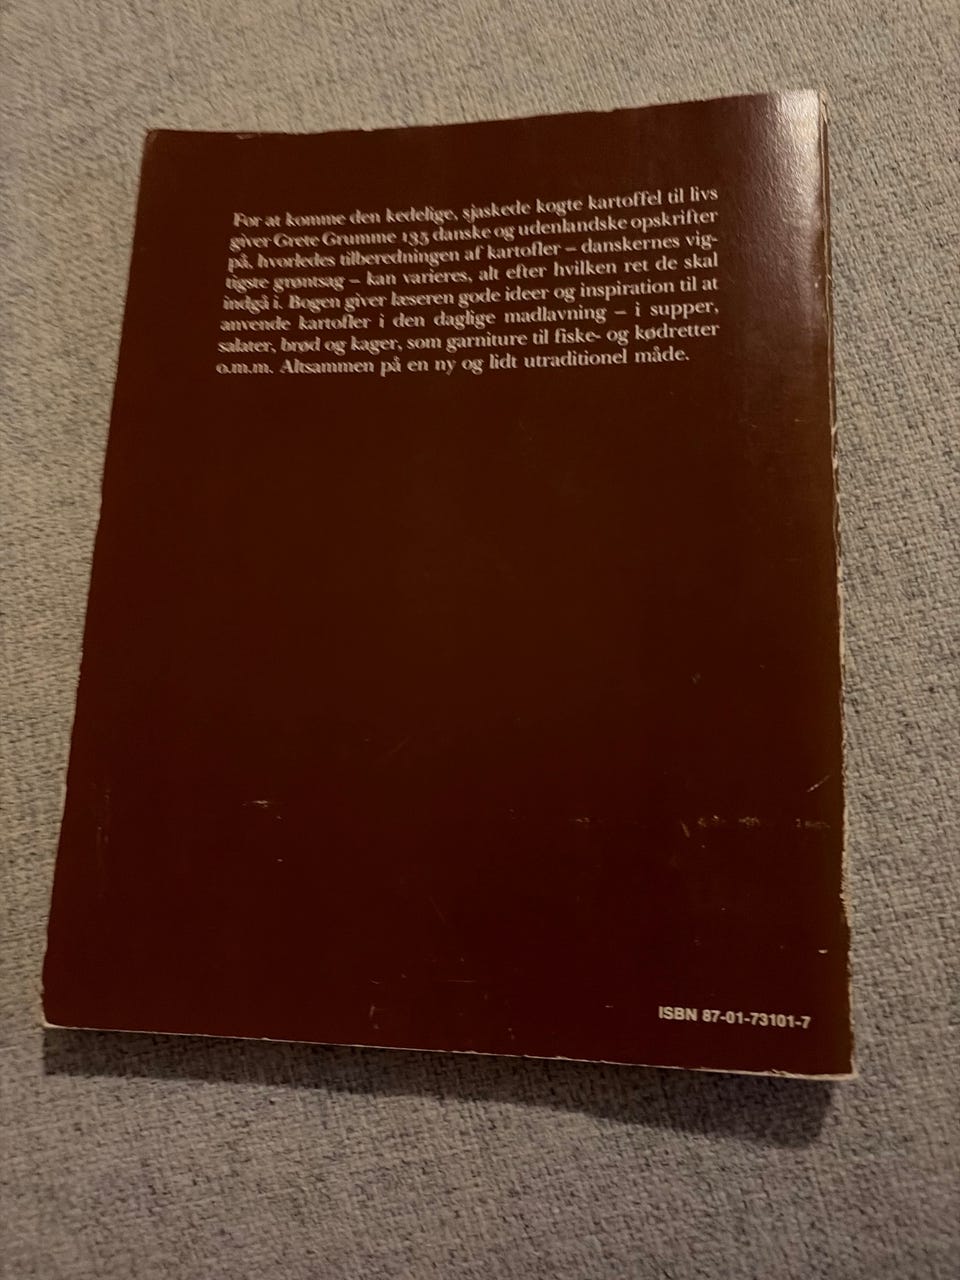 For at komme den kedelige, sjaskede kogte kartoffel til livs
giver Grete Grumme 135 danske og udenlandske opskrifter
på, hvorledes tilberedningen af kartofler – danskernes vig-
tigste grøntsag – kan varieres, alt efter hvilken ret de skal
indgå i. Bogen giver læseren gode ideer og inspiration til at
anvende kartofler i den daglige madlavning – i supper,
salater, brød og kager, som garniture til fiske- og kødretter
o.m.m. Altsammen på en ny og lidt utraditionel måde.
ISBN 87-01-73101-7